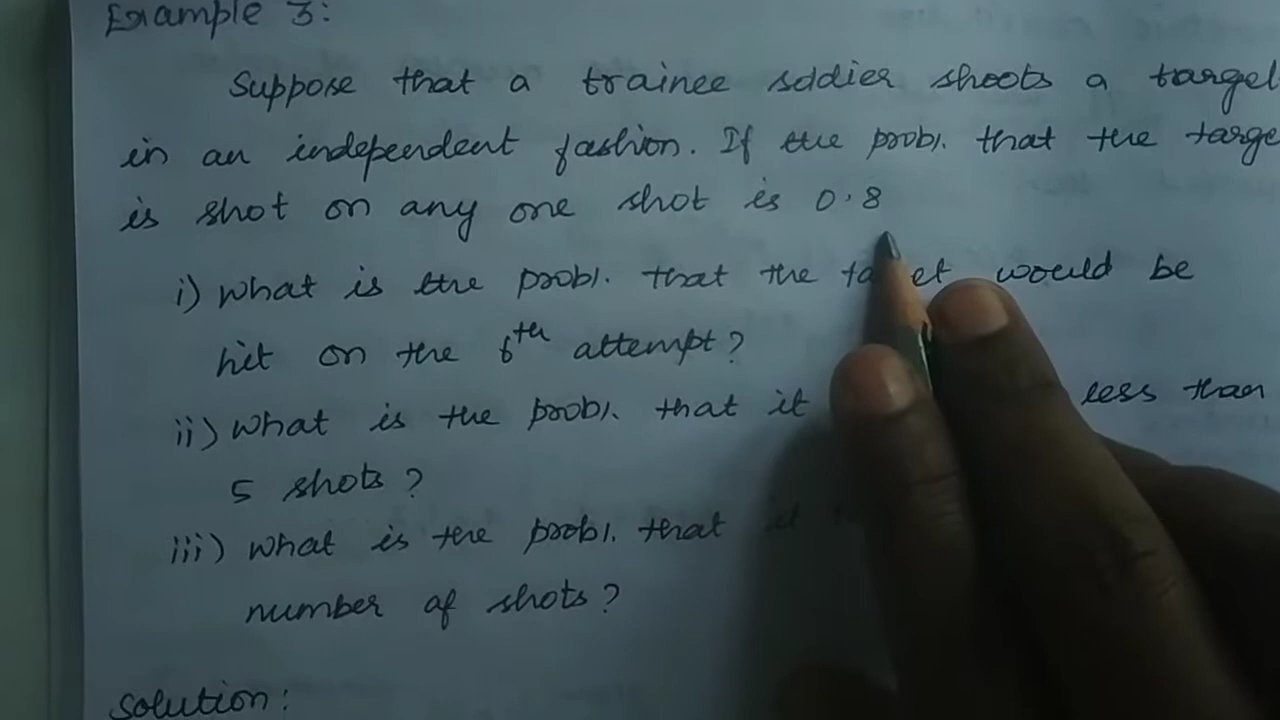 Example 3:
Suppose that a trainee soldier shoots a target
in an independent fashion. If the probl. that the targe
is shot on any one shot is 0.8
i) what is the probl. that the would be
hit on the 6th attempt?
ii) what is the probl. that it less than
5 shots?
iii) what is the probl. that it
number of shots?
Solution: